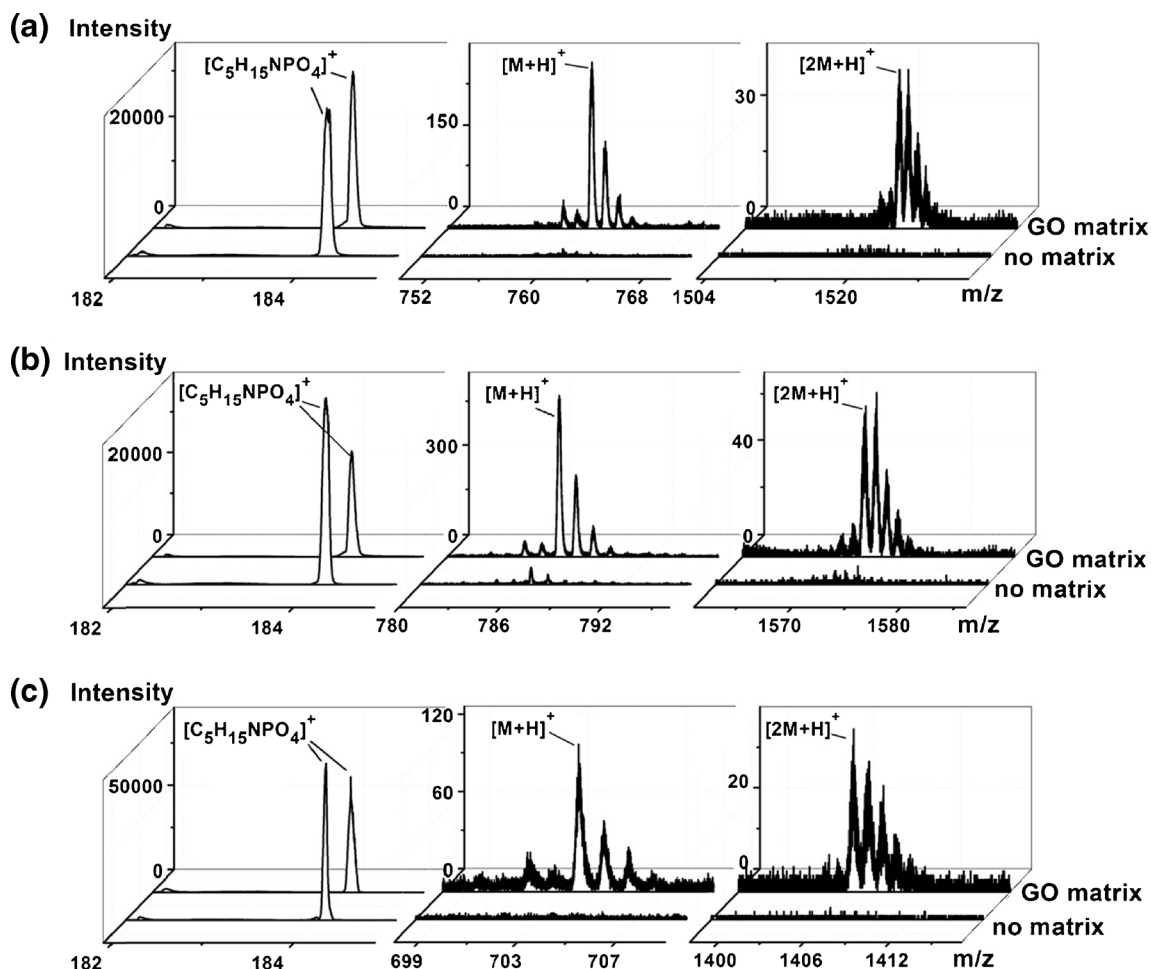 (a) Intensity
[C5H15NPO4]+ [M+H]+ [2M+H]+
20000 150 30
0 0 0
GO matrix
no matrix
182 184 752 760 768 1504 1520 m/z
(b) Intensity
[C5H15NPO4]+ [M+H]+ [2M+H]+
20000 300 40
0 0 0
GO matrix
no matrix
182 184 780 786 792 1570 1580 m/z
(c) Intensity
120
[C5H15NPO4]+ [M+H]+ [2M+H]+
50000 60 20
0 0 0
GO matrix
no matrix
182 184 699 703 707 1400 1406 1412 m/z